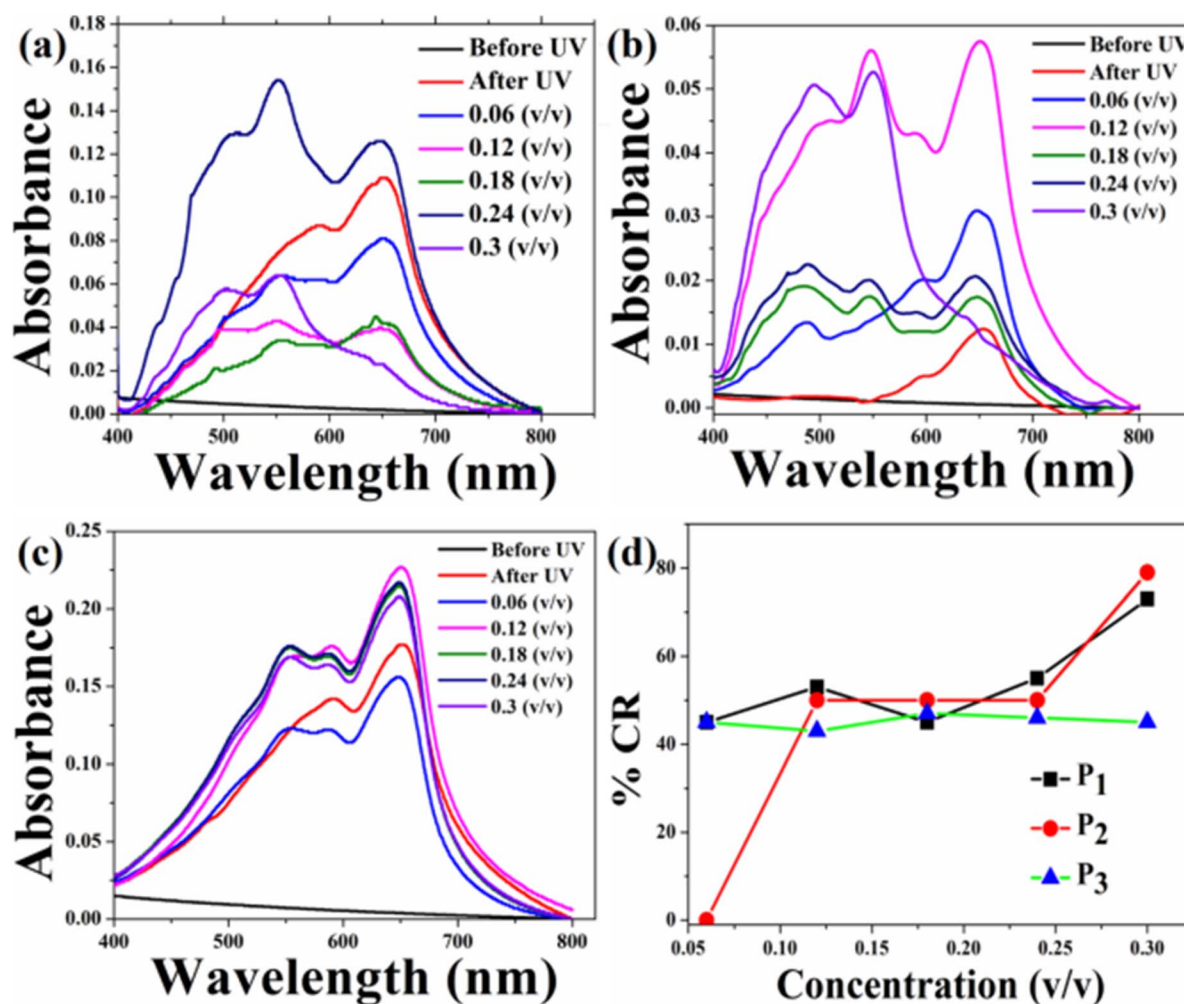 (a)
Absorbance
0.18
0.16
0.14
0.12
0.10
0.08
0.06
0.04
0.02
0.00
400 500 600 700 800
Wavelength (nm)
Before UV
After UV
0.06 (v/v)
0.12 (v/v)
0.18 (v/v)
0.24 (v/v)
0.3 (v/v)
(b)
Absorbance
0.06
0.05
0.04
0.03
0.02
0.01
0.00
400 500 600 700 800
Wavelength (nm)
Before UV
After UV
0.06 (v/v)
0.12 (v/v)
0.18 (v/v)
0.24 (v/v)
0.3 (v/v)
(c)
Absorbance
0.25
0.20
0.15
0.10
0.05
0.00
400 500 600 700 800
Wavelength (nm)
Before UV
After UV
0.06 (v/v)
0.12 (v/v)
0.18 (v/v)
0.24 (v/v)
0.3 (v/v)
(d)
% CR
80
60
40
20
0
0.05 0.10 0.15 0.20 0.25 0.30
Concentration (v/v)
P1
P2
P3